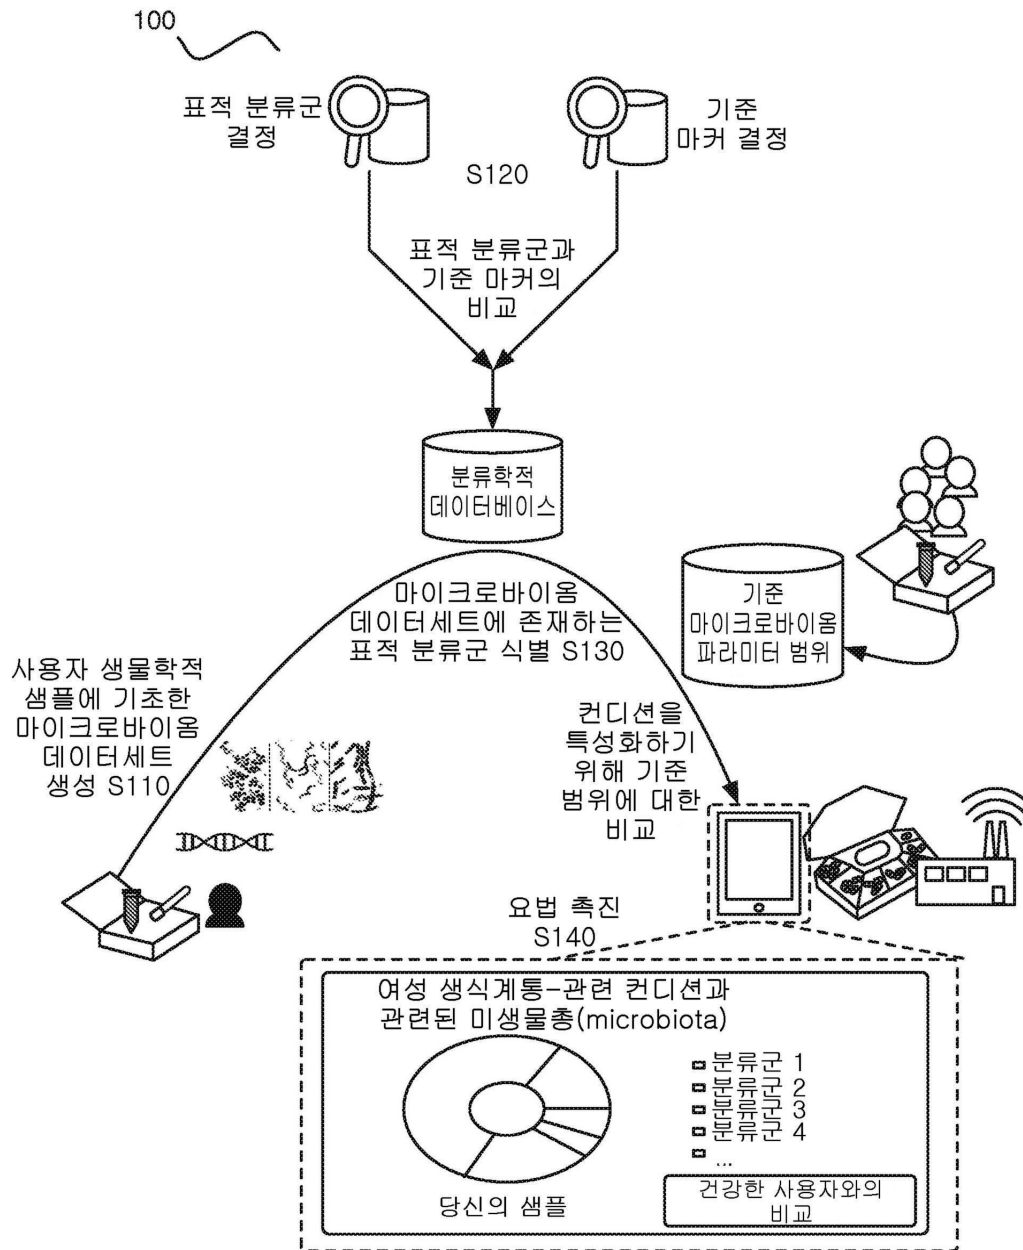 100
표적 분류군
결정
기준
마커 결정
S120
표적 분류군과
기준 마커의
비교
분류학적
데이터베이스
마이크로바이옴
데이터세트에 존재하는
표적 분류군 식별 S130
기준
마이크로바이옴
파라미터 범위
사용자 생물학적
샘플에 기초한
마이크로바이옴
데이터세트
생성 S110
컨디션을
특성화하기
위해 기준
범위에 대한
비교
요법 촉진
S140
여성 생식계통-관련 컨디션과
관련된 미생물총(microbiota)
분류군 1
분류군 2
분류군 3
분류군 4
...
당신의 샘플
건강한 사용자와의
비교